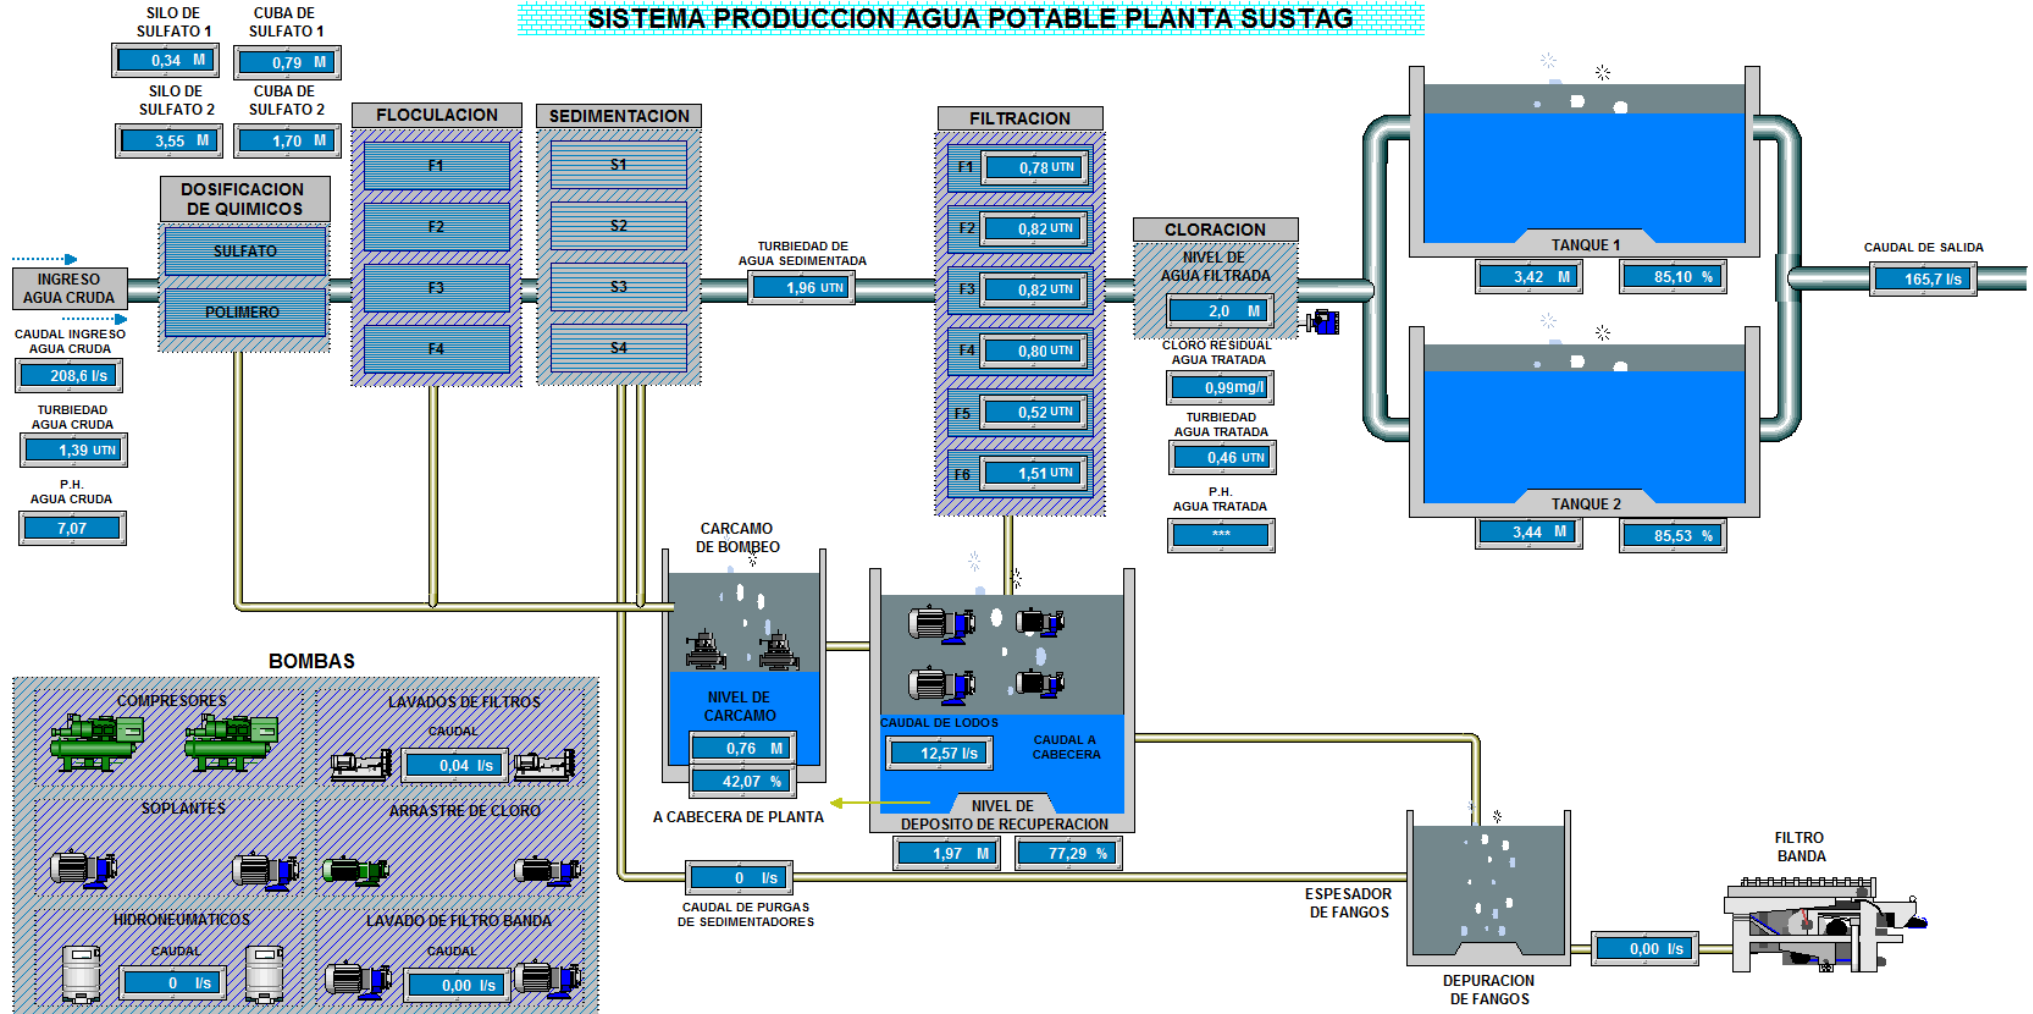 SISTEMA PRODUCCION AGUA POTABLE PLANTA SUSTAG
SILO DE
SULFATO 1
0,34 M
CUBA DE
SULFATO 1
0,79 M
SILO DE
SULFATO 2
3,55 M
CUBA DE
SULFATO 2
1,70 M
DOSIFICACION
DE QUIMICOS
SULFATO
POLIMERO
INGRESO
AGUA CRUDA
CAUDAL INGRESO
AGUA CRUDA
208,6 l/s
TURBIEDAD
AGUA CRUDA
1,39 UTN
P.H.
AGUA CRUDA
7,07
FLOCULACION
F1
F2
F3
F4
SEDIMENTACION
S1
S2
S3
S4
TURBIEDAD DE
AGUA SEDIMENTADA
1,96 UTN
FILTRACION
F1 0,78 UTN
F2 0,82 UTN
F3 0,82 UTN
F4 0,80 UTN
F5 0,52 UTN
F6 1,51 UTN
CLORACION
NIVEL DE
AGUA FILTRADA
2,0 M
CLORO RESIDUAL
AGUA TRATADA
0,99mg/l
TURBIEDAD
AGUA TRATADA
0,46 UTN
P.H.
AGUA TRATADA
***
TANQUE 1
3,42 M
85,10 %
TANQUE 2
3,44 M
85,53 %
CAUDAL DE SALIDA
165,7 l/s
CARCAMO
DE BOMBEO
NIVEL DE
CARCAMO
0,76 M
42,07 %
A CABECERA DE PLANTA
CAUDAL DE LODOS
12,57 l/s
CAUDAL A
CABECERA
NIVEL DE
DEPOSITO DE RECUPERACION
1,97 M
77,29 %
0 l/s
CAUDAL DE PURGAS
DE SEDIMENTADORES
ESPESADOR
DE FANGOS
DEPURACION
DE FANGOS
0,00 l/s
FILTRO
BANDA
BOMBAS
COMPRESORES
LAVADOS DE FILTROS
CAUDAL
0,04 l/s
SOPLANTES
ARRASTRE DE CLORO
HIDRONEUMATICOS
CAUDAL
0 l/s
LAVADO DE FILTRO BANDA
CAUDAL
0,00 l/s